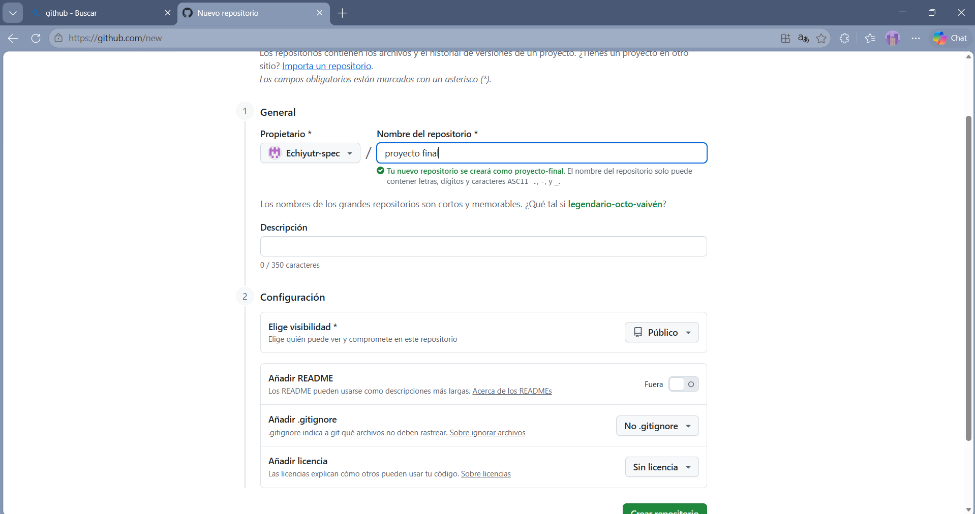 github - Buscar
Nuevo repositorio
https://github.com/new
Chat
Los repositorios contienen los archivos y el historial de versiones de un proyecto. ¿Tienes un proyecto en otro
sitio? Importa un repositorio.
Los campos obligatorios están marcados con un asterisco (*).
1 General
Propietario * Nombre del repositorio *
Echiyutr-spec / proyecto final
Tu nuevo repositorio se creará como proyecto-final. El nombre del repositorio solo puede
contener letras, dígitos y caracteres ASCII ., -, y _.
Los nombres de los grandes repositorios son cortos y memorables. ¿Qué tal si legendario-octo-vaivén?
Descripción
0 / 350 caracteres
2 Configuración
Elige visibilidad *
Elige quién puede ver y compromete en este repositorio
Público
Añadir README
Los README pueden usarse como descripciones más largas. Acerca de los READMEs
Fuera
Añadir .gitignore
.gitignore indica a git qué archivos no deben rastrear. Sobre ignorar archivos
No .gitignore
Añadir licencia
Las licencias explican cómo otros pueden usar tu código. Sobre licencias
Sin licencia
Crear repositorio